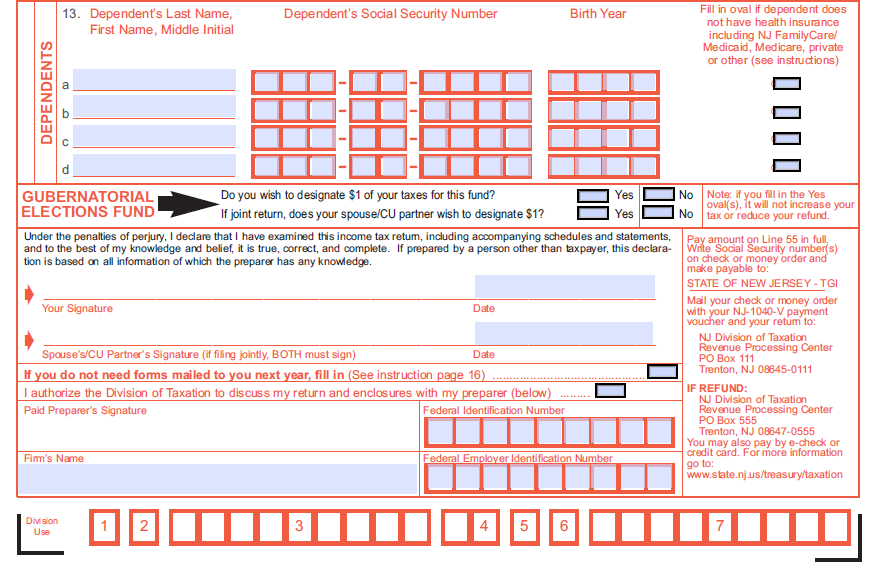 13. Dependent's Last Name,
First Name, Middle Initial
Dependent's Social Security Number
Birth Year
Fill in oval if dependent does
not have health insurance
including NJ FamilyCare/
Medicaid, Medicare, private
or other (see instructions)
DEPENDENTS
a
b
c
d
GUBERNATORIAL
ELECTIONS FUND
Do you wish to designate $1 of your taxes for this fund?
Yes
No
If joint return, does your spouse/CU partner wish to designate $1?
Yes
No
Note: if you fill in the Yes
oval(s), it will not increase your
tax or reduce your refund.
Under the penalties of perjury, I declare that I have examined this income tax return, including accompanying schedules and statements,
and to the best of my knowledge and belief, it is true, correct, and complete. If prepared by a person other than taxpayer, this declara-
tion is based on all information of which the preparer has any knowledge.
Your Signature
Date
Spouse's/CU Partner's Signature (if filing jointly, BOTH must sign)
Date
If you do not need forms mailed to you next year, fill in (See instruction page 16)
I authorize the Division of Taxation to discuss my return and enclosures with my preparer (below)
Paid Preparer's Signature
Federal Identification Number
Firm's Name
Federal Employer Identification Number
Pay amount on Line 55 in full.
Write Social Security number(s)
on check or money order and
make payable to:
STATE OF NEW JERSEY - TGI
Mail your check or money order
with your NJ-1040-V payment
voucher and your return to:
NJ Division of Taxation
Revenue Processing Center
PO Box 111
Trenton, NJ 08645-0111
IF REFUND:
NJ Division of Taxation
Revenue Processing Center
PO Box 555
Trenton, NJ 08647-0555
You may also pay by e-check or
credit card. For more information
go to:
www.state.nj.us/treasury/taxation
Division
Use
1 2 3 4 5 6 7